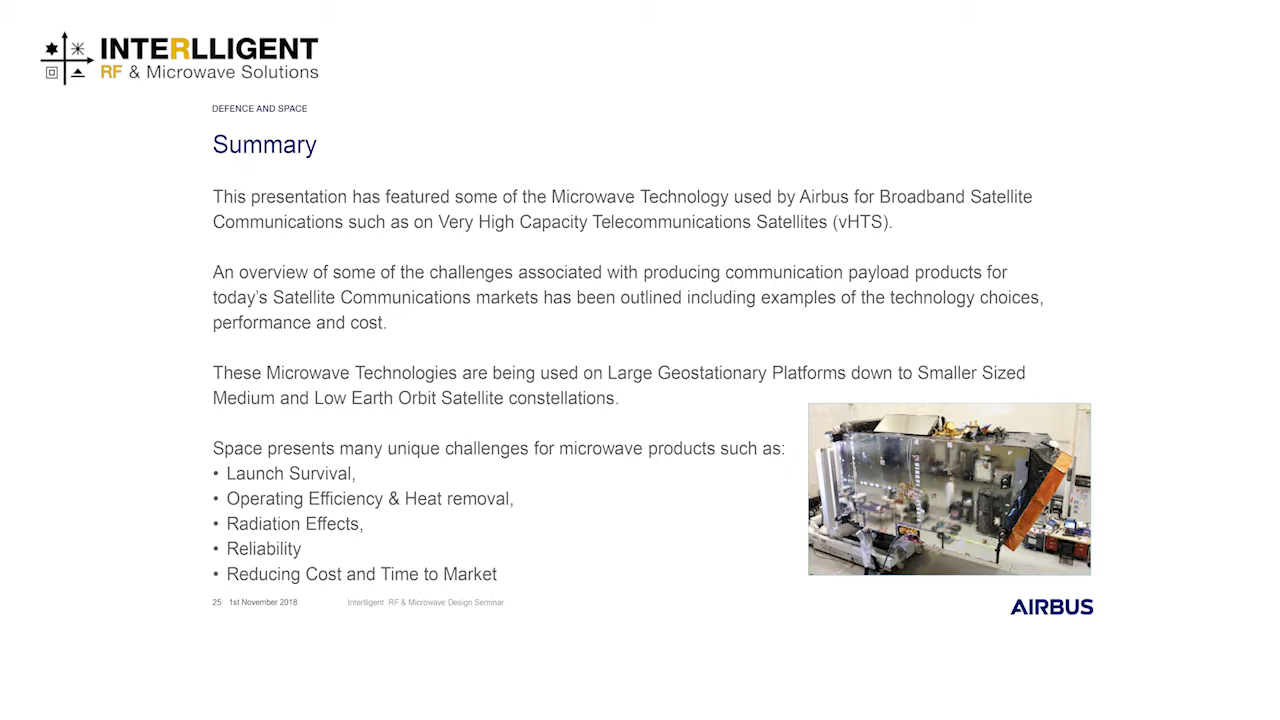 INTERLLIGENT
RF & Microwave Solutions
DEFENCE AND SPACE
Summary
This presentation has featured some of the Microwave Technology used by Airbus for Broadband Satellite
Communications such as on Very High Capacity Telecommunications Satellites (vHTS).
An overview of some of the challenges associated with producing communication payload products for
today's Satellite Communications markets has been outlined including examples of the technology choices,
performance and cost.
These Microwave Technologies are being used on Large Geostationary Platforms down to Smaller Sized
Medium and Low Earth Orbit Satellite constellations.
Space presents many unique challenges for microwave products such as:
• Launch Survival,
• Operating Efficiency & Heat removal,
• Radiation Effects,
• Reliability
• Reducing Cost and Time to Market
25 1st November 2018 Interlligent RF & Microwave Design Seminar
AIRBUS